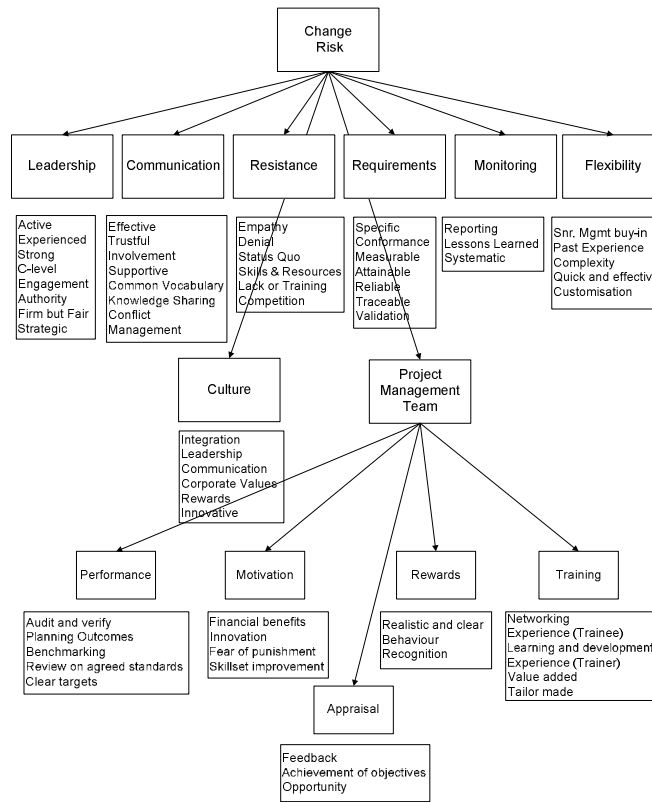 Change
Risk
Leadership
Communication
Resistance
Requirements
Monitoring
Flexibility
Active
Experienced
Strong
C-level
Engagement
Authority
Firm but Fair
Strategic
Effective
Trustful
Involvement
Supportive
Common Vocabulary
Knowledge Sharing
Conflict
Management
Empathy
Denial
Status Quo
Skills & Resources
Lack or Training
Competition
Specific
Conformance
Measurable
Attainable
Reliable
Traceable
Validation
Reporting
Lessons Learned
Systematic
Snr. Mgmt buy-in
Past Experience
Complexity
Quick and effective
Customisation
Culture
Integration
Leadership
Communication
Corporate Values
Rewards
Innovative
Project
Management
Team
Performance
Motivation
Rewards
Training
Audit and verify
Planning Outcomes
Benchmarking
Review on agreed standards
Clear targets
Financial benefits
Innovation
Fear of punishment
Skillset improvement
Realistic and clear
Behaviour
Recognition
Networking
Experience (Trainee)
Learning and development
Experience (Trainer)
Value added
Tailor made
Appraisal
Feedback
Achievement of objectives
Opportunity